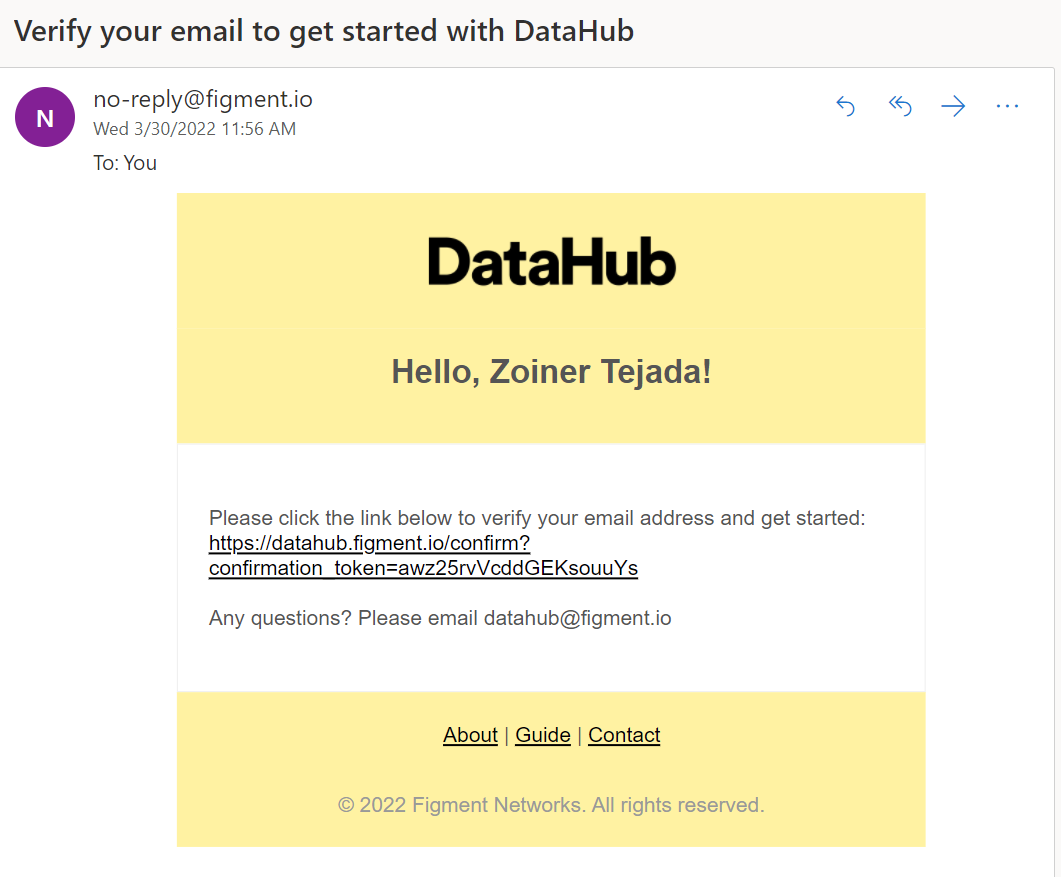 Verify your email to get started with DataHub
N
no-reply@figment.io
Wed 3/30/2022 11:56 AM
To: You
DataHub
Hello, Zoiner Tejada!
Please click the link below to verify your email address and get started:
https://datahub.figment.io/confirm?
confirmation_token=awz25rvVcddGEKsouuYs
Any questions? Please email datahub@figment.io
About | Guide | Contact
© 2022 Figment Networks. All rights reserved.